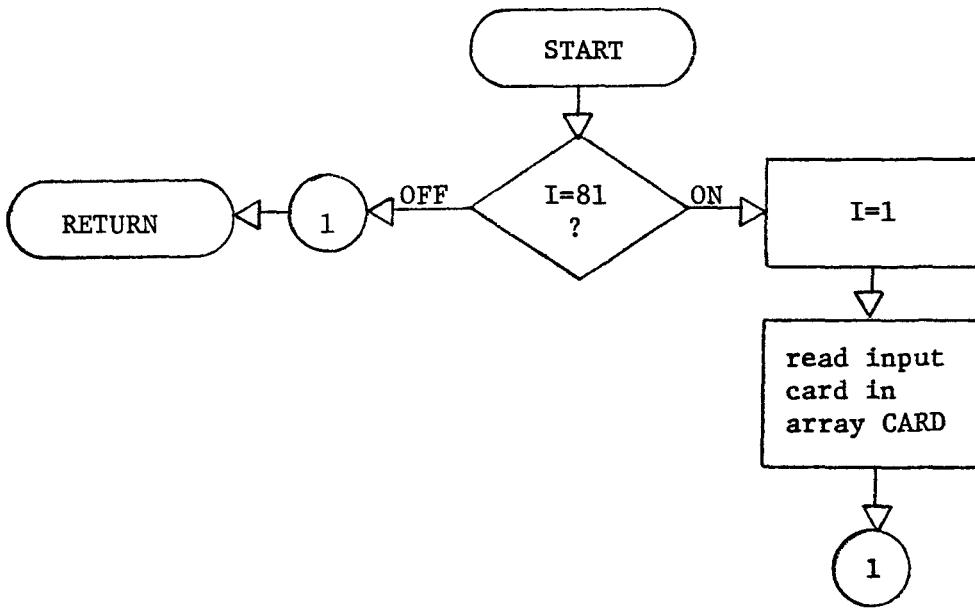 START
I=81
?
OFF
ON
1
RETURN
I=1
read input
card in
array CARD
1